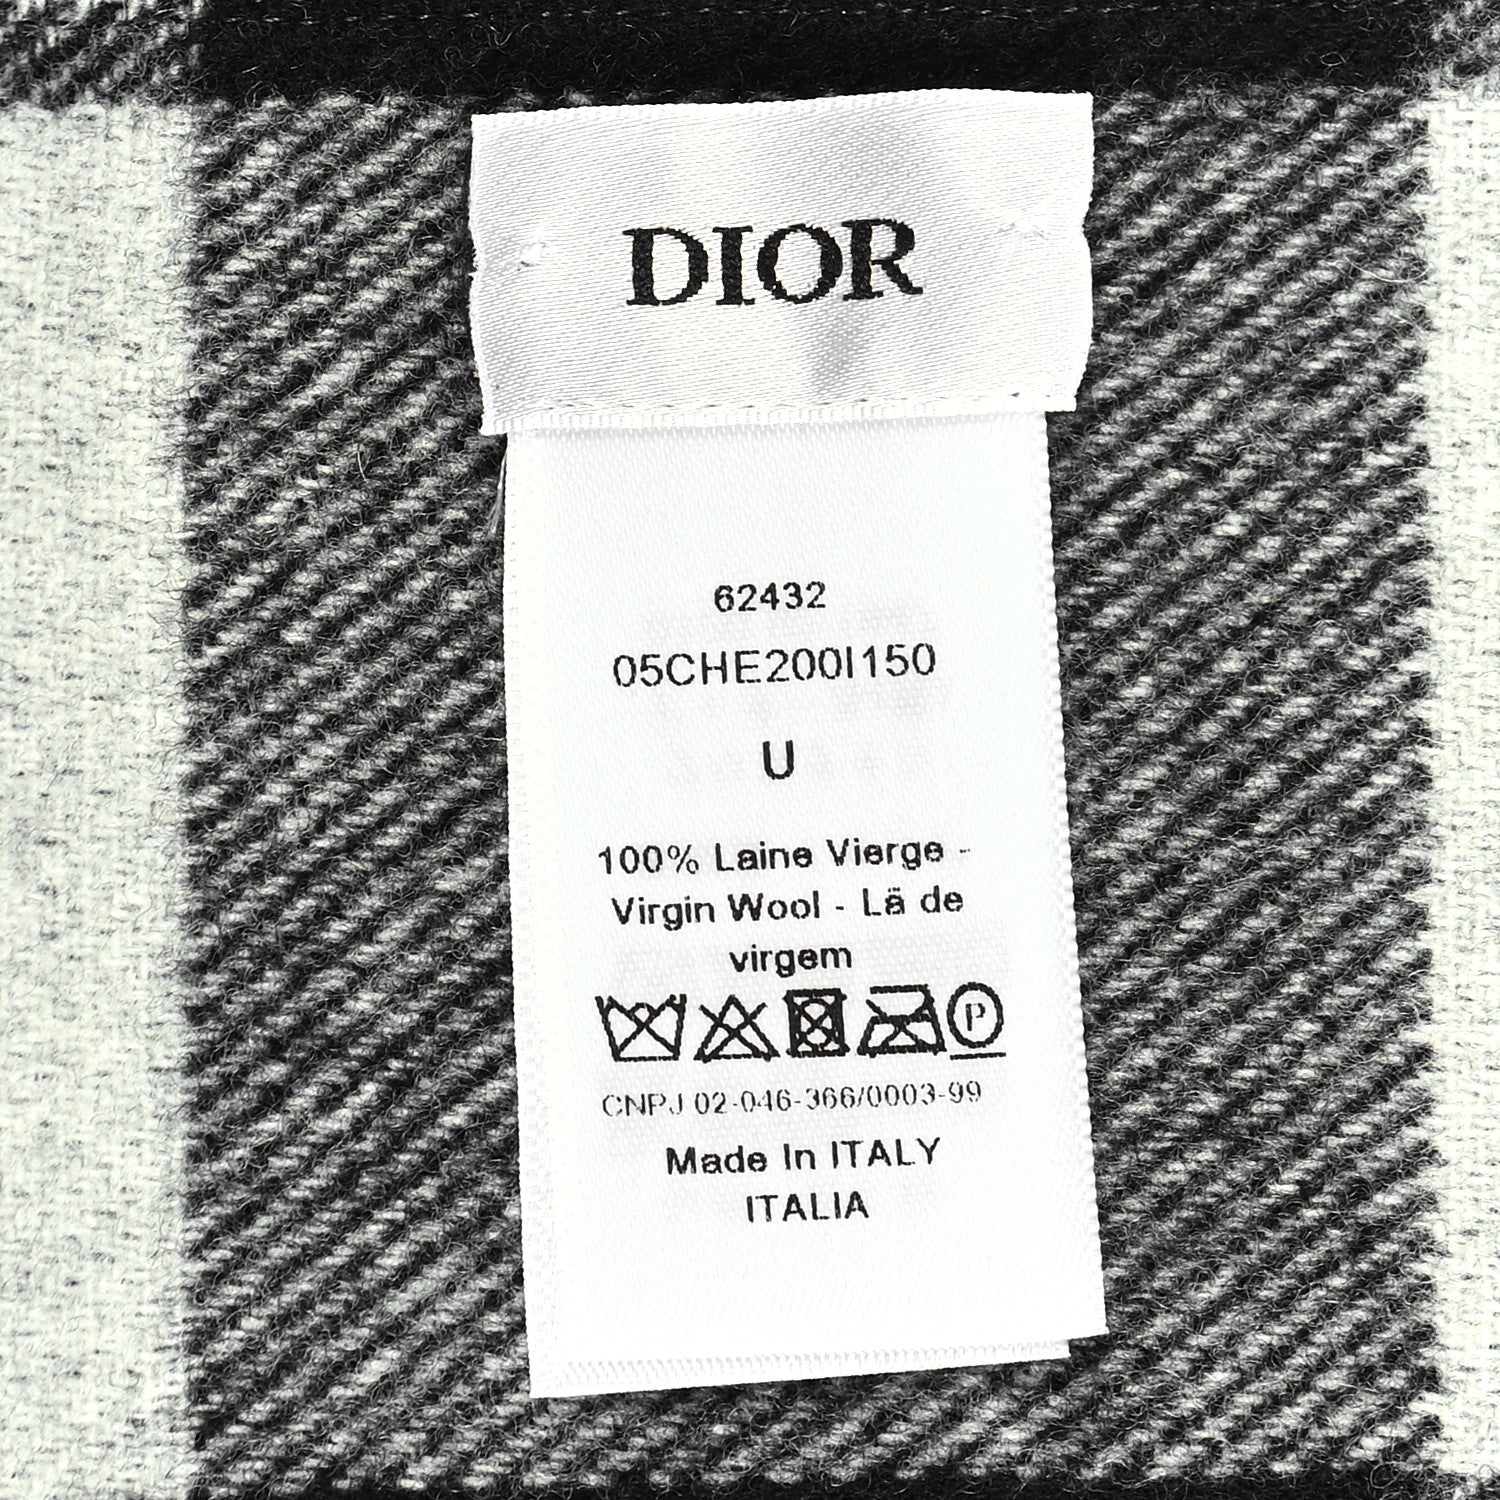 DIOR
62432
05CHE200I150
U
100% Laine Vierge -
Virgin Wool - Lã de
virgem
P
CNPJ 02-046-366/0003-99
Made In ITALY
ITALIA